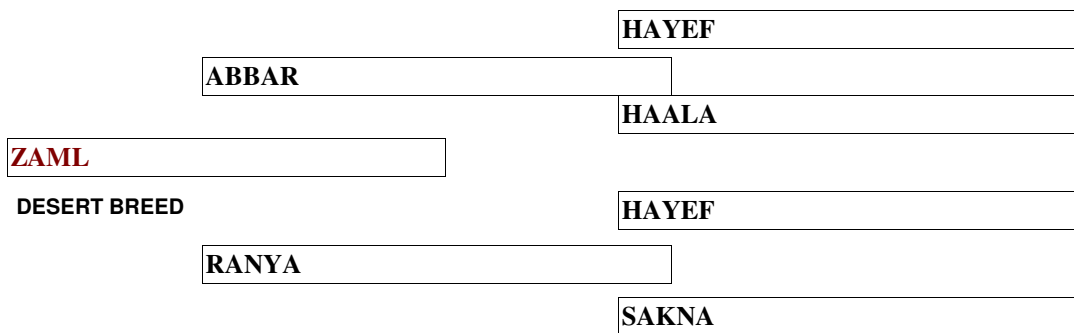 HAYEF
ABBAR
HAALA
ZAML
DESERT BREED
HAYEF
RANYA
SAKNA